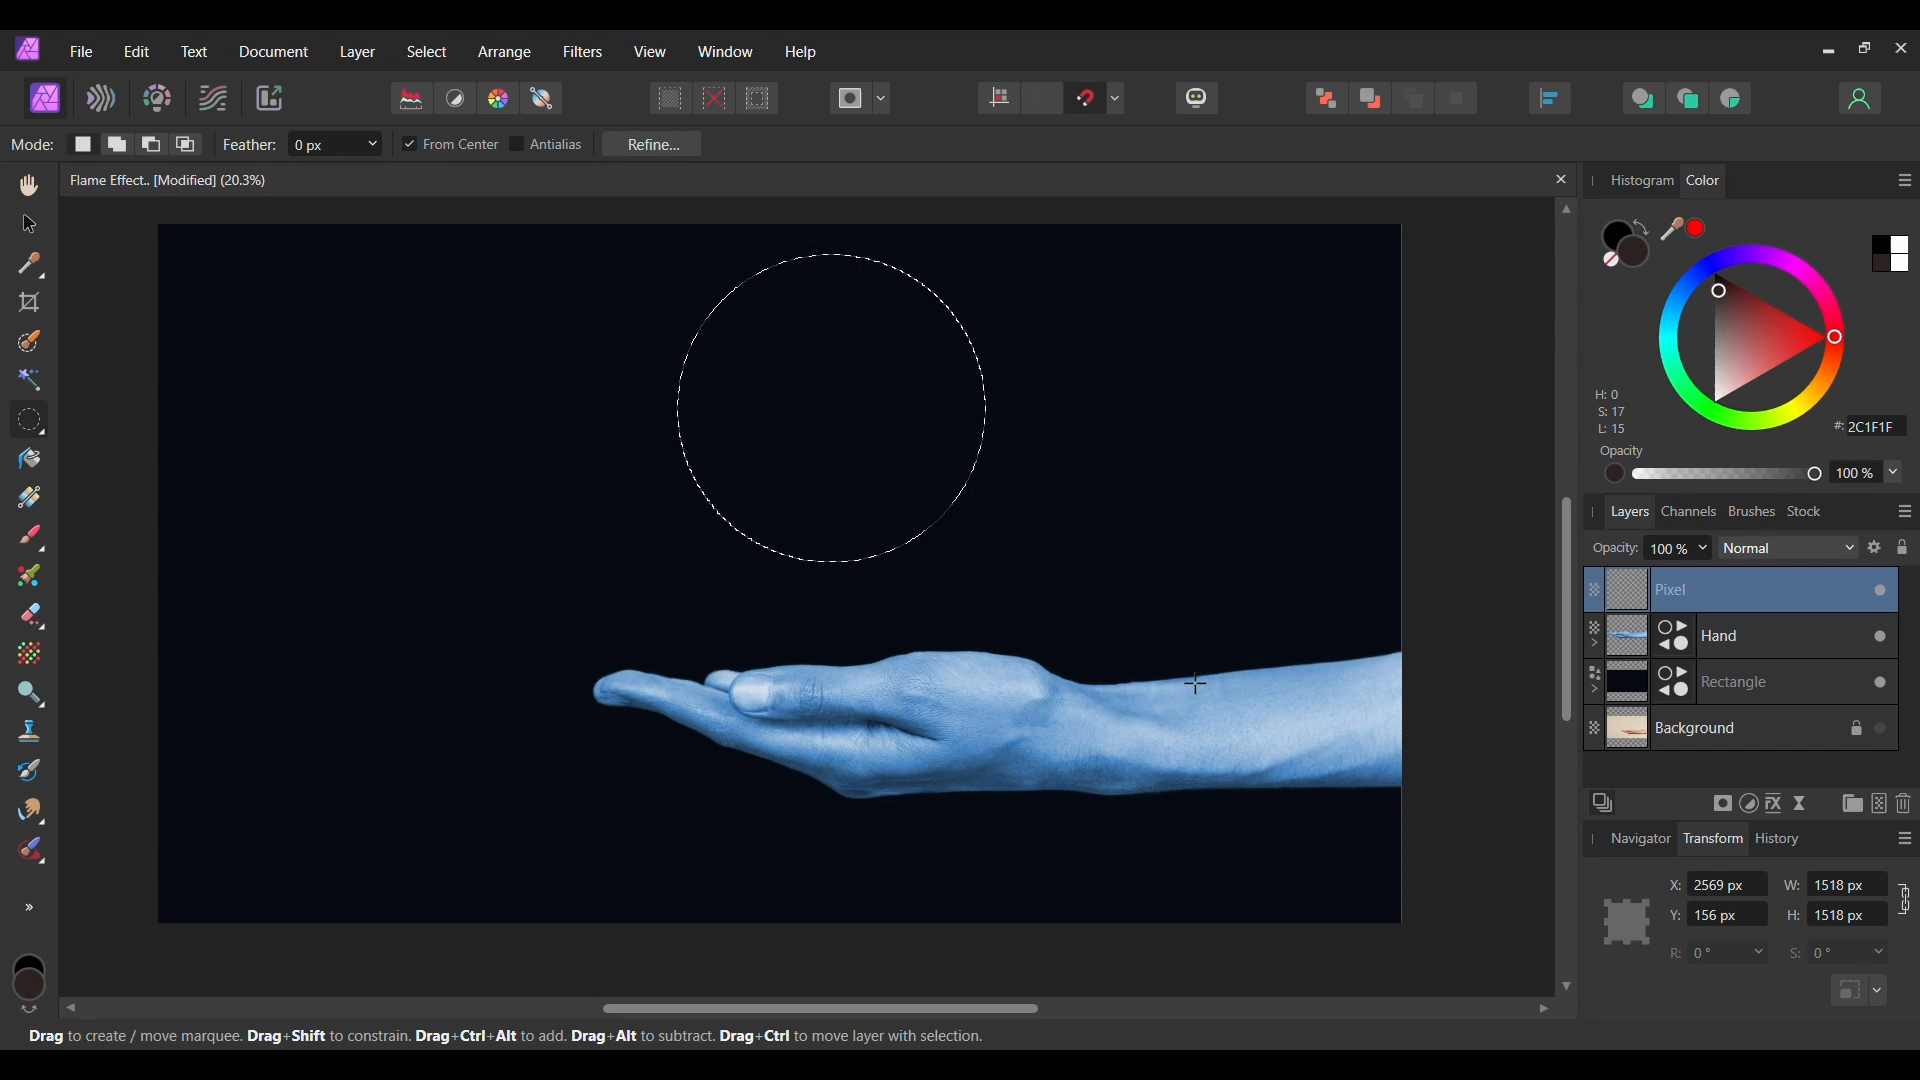 File Edit Text Document Layer Select Arrange Filters View Window Help
Mode: Feather: 0 px From Center Antialias Refine...
Flame Effect.. [Modified] (20.3%)
Histogram Color
H: 0
S: 17
L: 15
#: 2C1F1F
Opacity
100 %
Layers Channels Brushes Stock
Opacity: 100 % Normal
Pixel
Hand
Rectangle
Background
Navigator Transform History
X: 2569 px W: 1518 px
Y: 156 px H: 1518 px
R: 0 ° S: 0 °
Drag to create / move marquee. Drag+Shift to constrain. Drag+Ctrl+Alt to add. Drag+Alt to subtract. Drag+Ctrl to move layer with selection.